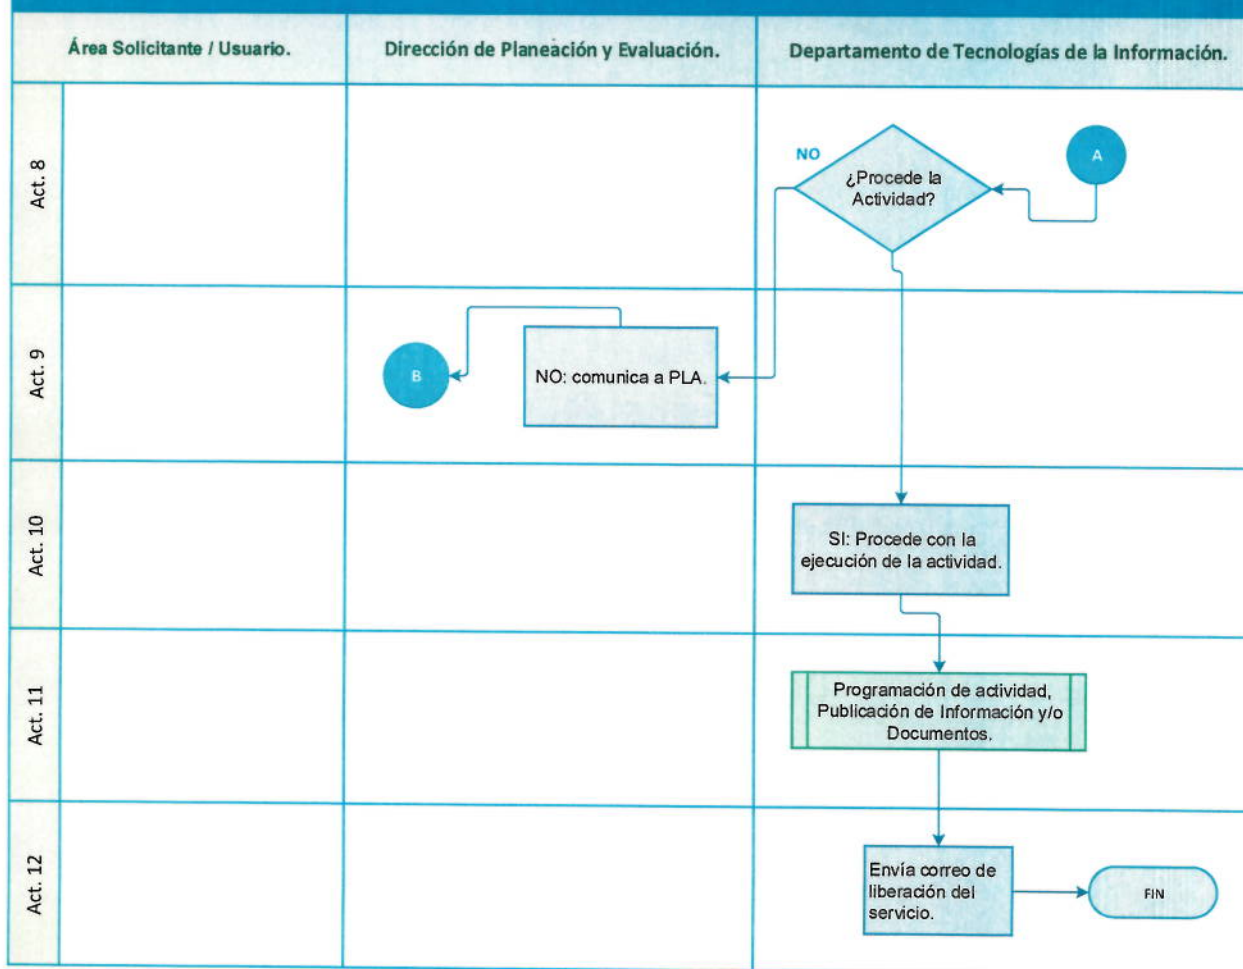 Área Solicitante / Usuario.
Dirección de Planeación y Evaluación.
Departamento de Tecnologías de la Información.
Act. 8
NO
¿Procede la
Actividad?
A
Act. 9
B
NO: comunica a PLA.
Act. 10
SI: Procede con la
ejecución de la actividad.
Act. 11
Programación de actividad,
Publicación de Información y/o
Documentos.
Act. 12
Envía correo de
liberación del
servicio.
FIN